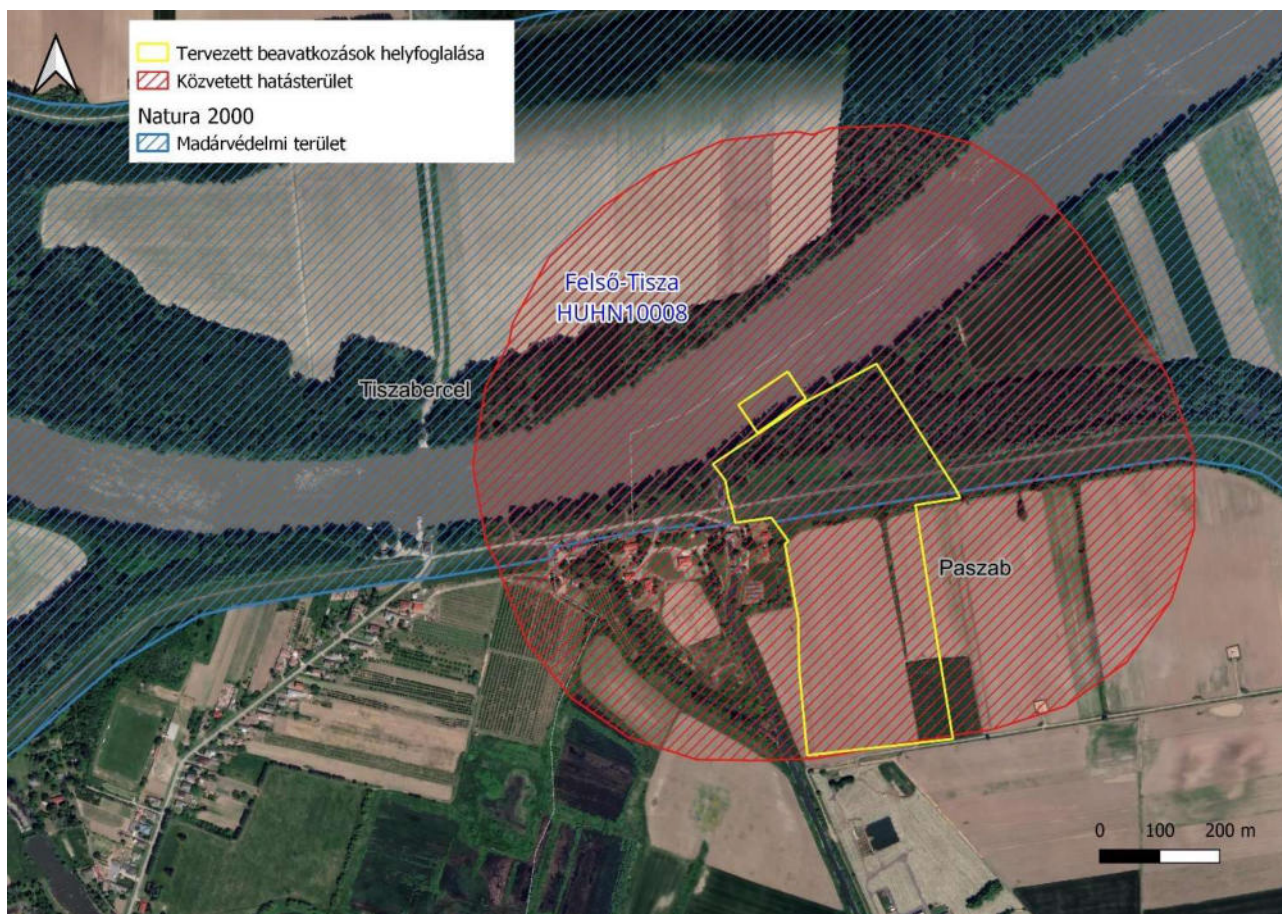 Tervezett beavatkozások helyfoglalása
Közvetett hatásterület
Natura 2000
Madárvédelmi terület
Felső-Tisza
HUHN10008
Tiszabercel
Paszab
0 100 200 m